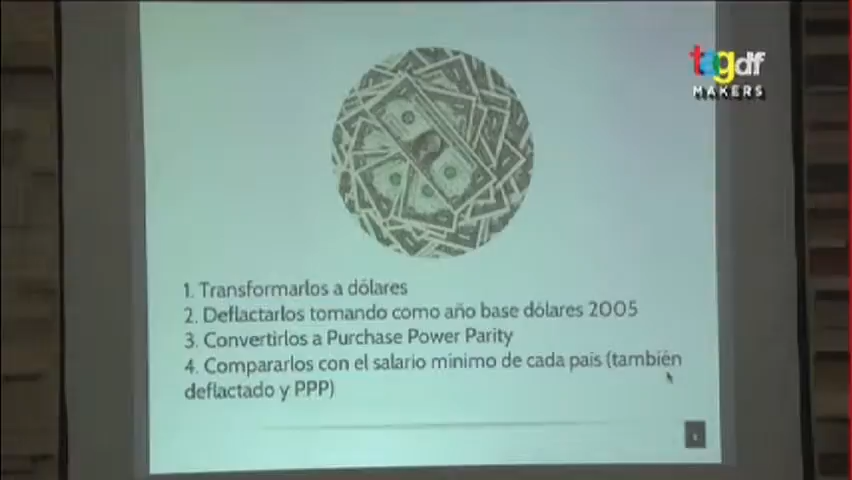 tagdf
MAKERS
1. Transformarlos a dólares
2. Deflactarlos tomando como año base dólares 2005
3. Convertirlos a Purchase Power Parity
4. Compararlos con el salario mínimo de cada país (también
deflactado y PPP)